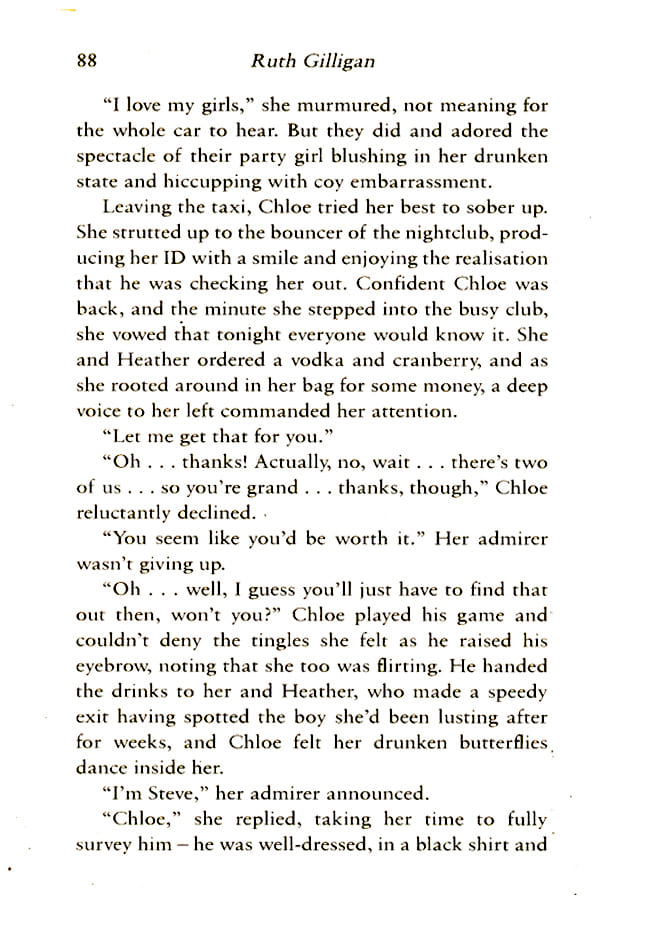 88 Ruth Gilligan
“I love my girls,” she murmured, not meaning for
the whole car to hear. But they did and adored the
spectacle of their party girl blushing in her drunken
state and hiccupping with coy embarrassment.
Leaving the taxi, Chloe tried her best to sober up.
She strutted up to the bouncer of the nightclub, prod-
ucing her ID with a smile and enjoying the realisation
that he was checking her out. Confident Chloe was
back, and the minute she stepped into the busy club,
she vowed that tonight everyone would know it. She
and Heather ordered a vodka and cranberry, and as
she rooted around in her bag for some money, a deep
voice to her left commanded her attention.
“Let me get that for you.”
“Oh . . . thanks! Actually, no, wait . . . there’s two
of us . . . so you’re grand . . . thanks, though,” Chloe
reluctantly declined.
“You seem like you’d be worth it.” Her admirer
wasn’t giving up.
“Oh . . . well, I guess you’ll just have to find that
out then, won’t you?” Chloe played his game and
couldn’t deny the tingles she felt as he raised his
eyebrow, noting that she too was flirting. He handed
the drinks to her and Heather, who made a speedy
exit having spotted the boy she’d been lusting after
for weeks, and Chloe felt her drunken butterflies
dance inside her.
“I’m Steve,” her admirer announced.
“Chloe,” she replied, taking her time to fully
survey him – he was well-dressed, in a black shirt and